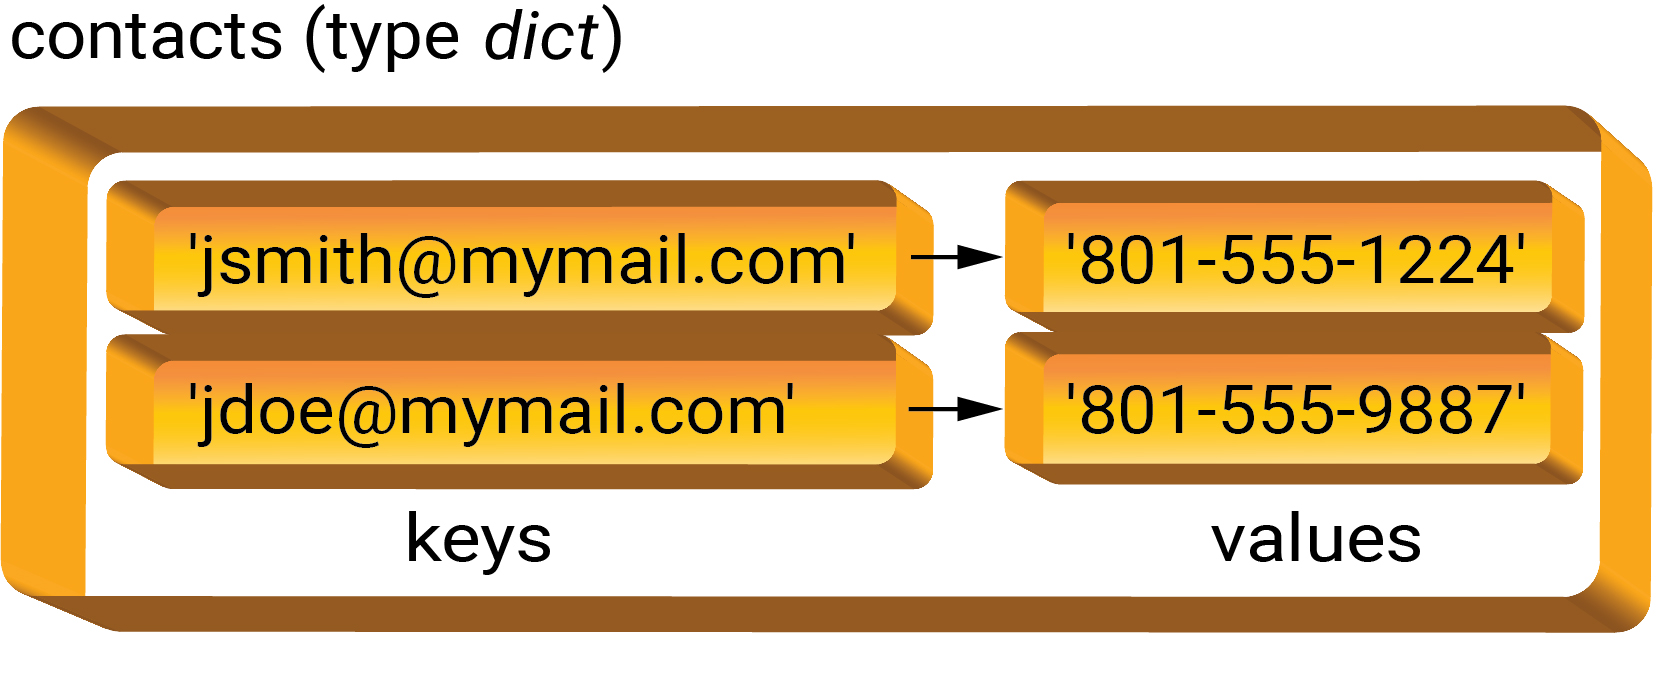 contacts (type dict)
'jsmith@mymail.com' '801-555-1224'
'jdoe@mymail.com' '801-555-9887'
keys values